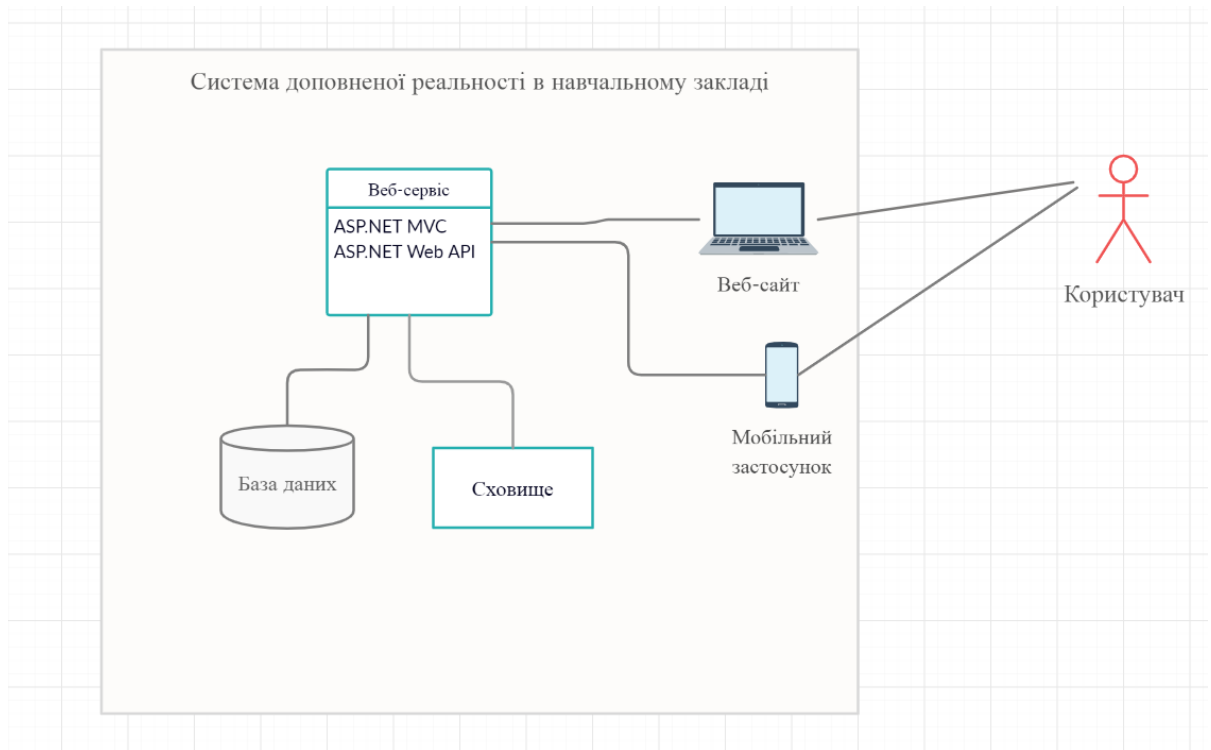 Система доповненої реальності в навчальному закладі
Веб-сервіс
ASP.NET MVC
ASP.NET Web API
Веб-сайт
Користувач
Мобільний
застосунок
База даних
Сховище